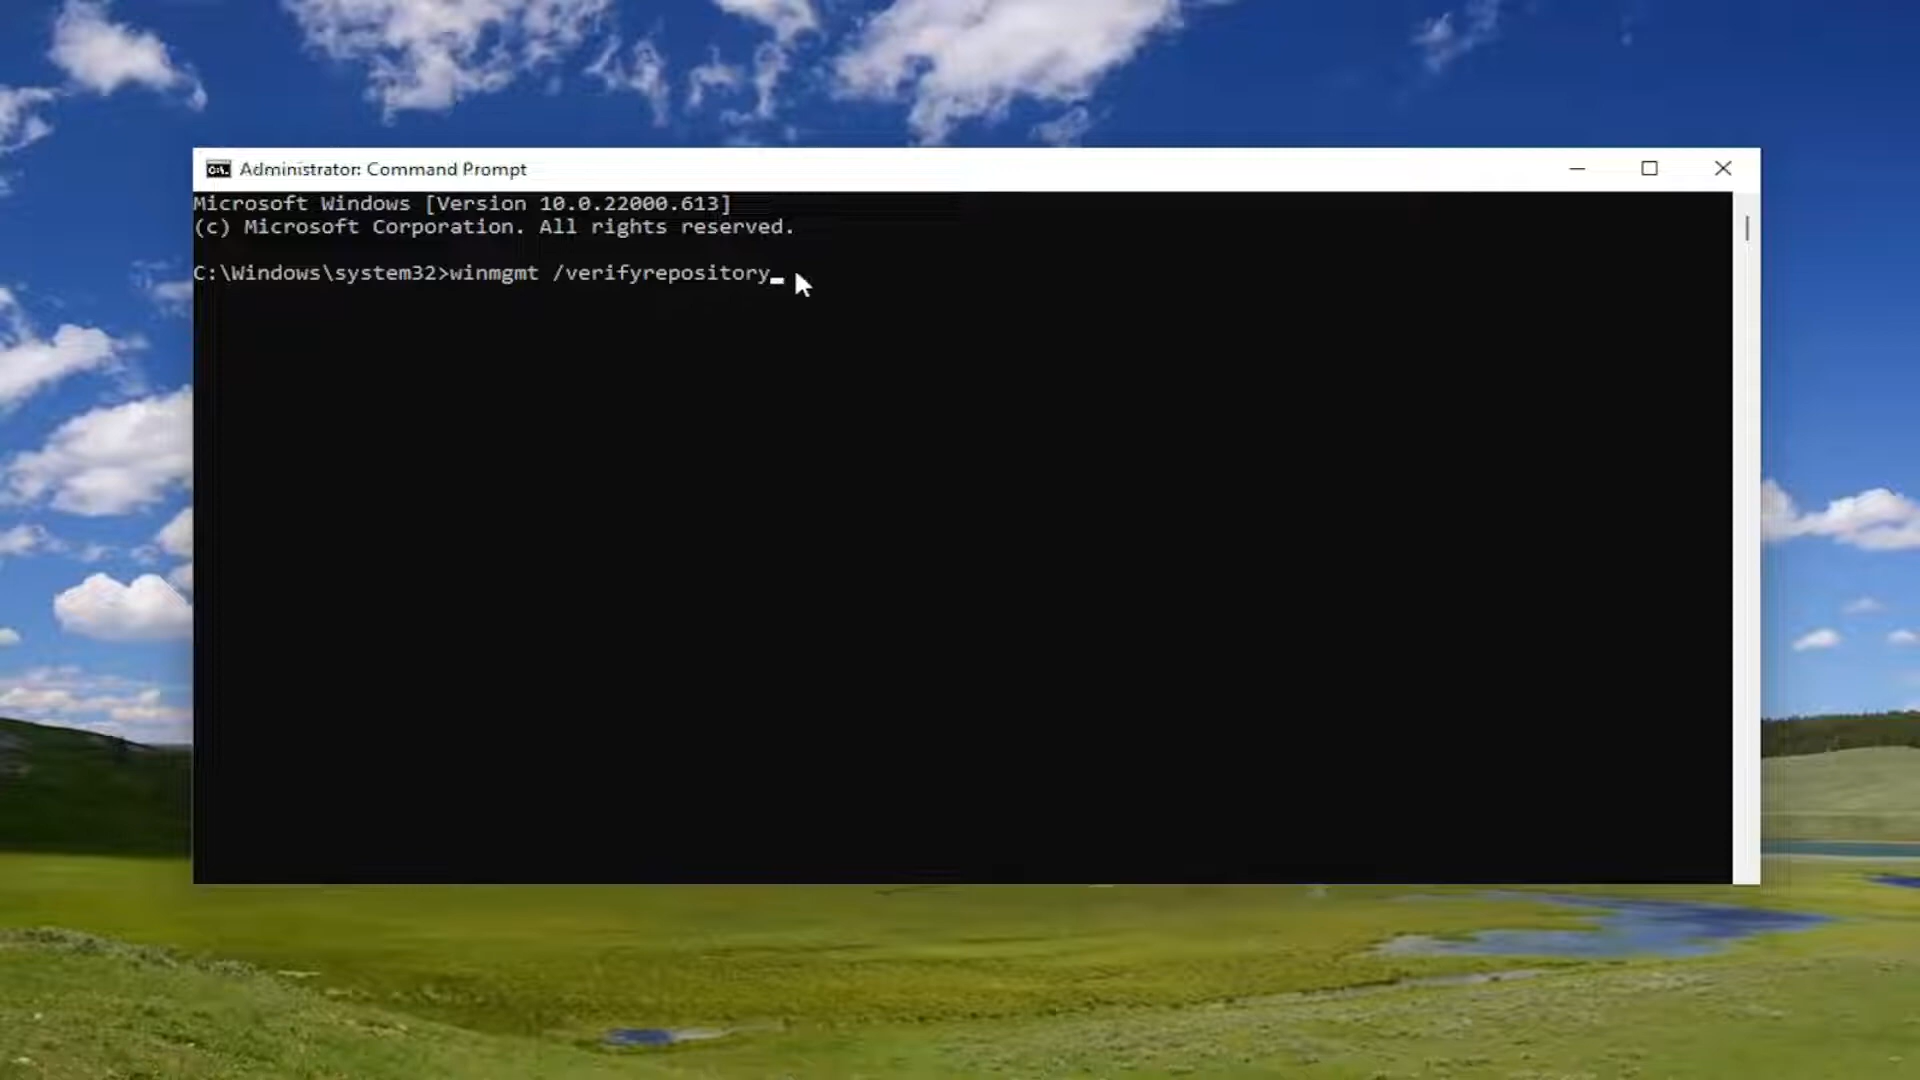 Administrator: Command Prompt
Microsoft Windows [Version 10.0.22000.613]
(c) Microsoft Corporation. All rights reserved.
C:\Windows\system32>winmgmt /verifyrepository